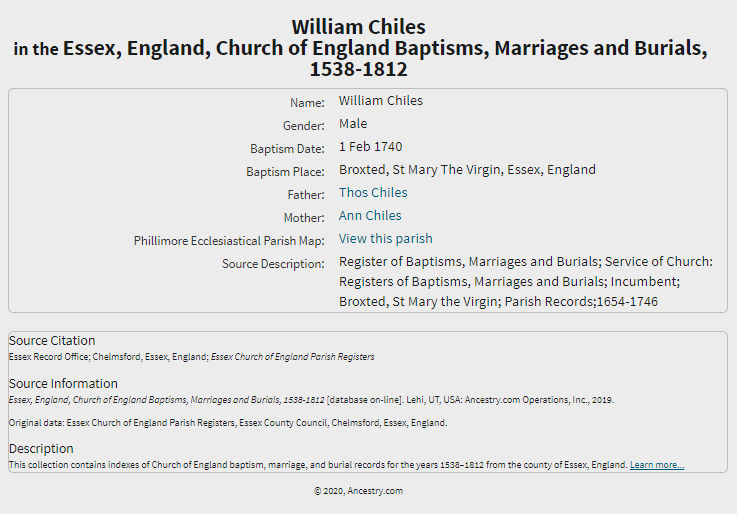 William Chiles
in the Essex, England, Church of England Baptisms, Marriages and Burials,
1538-1812
Name: William Chiles
Gender: Male
Baptism Date: 1 Feb 1740
Baptism Place: Broxted, St Mary The Virgin, Essex, England
Father: Thos Chiles
Mother: Ann Chiles
Phillimore Ecclesiastical Parish Map: View this parish
Source Description: Register of Baptisms, Marriages and Burials; Service of Church:
Registers of Baptisms, Marriages and Burials; Incumbent;
Broxted, St Mary the Virgin; Parish Records;1654-1746
Source Citation
Essex Record Office; Chelmsford, Essex, England; Essex Church of England Parish Registers
Source Information
Essex, England, Church of England Baptisms, Marriages and Burials, 1538-1812 [database on-line]. Lehi, UT, USA: Ancestry.com Operations, Inc., 2019.
Original data: Essex Church of England Parish Registers, Essex County Council, Chelmsford, Essex, England.
Description
This collection contains indexes of Church of England baptism, marriage, and burial records for the years 1538–1812 from the county of Essex, England. Learn more...
© 2020, Ancestry.com